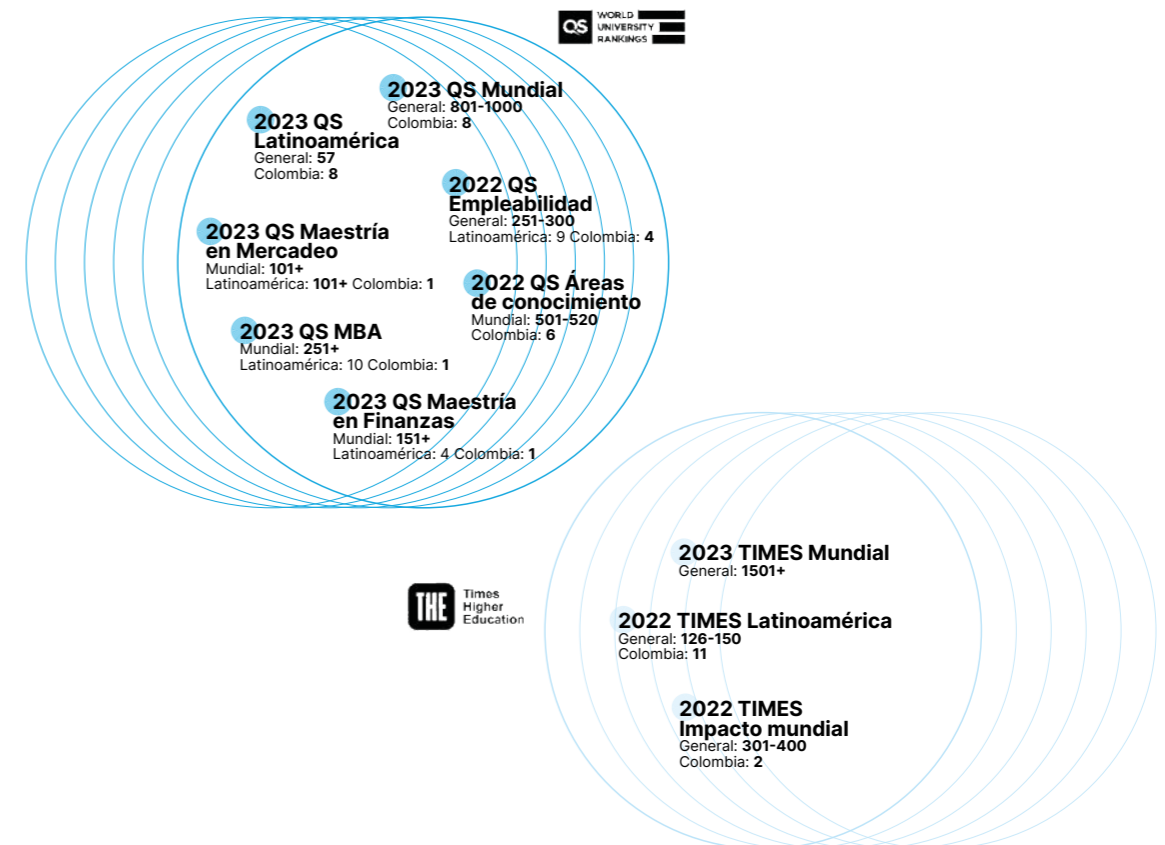 QS WORLD
UNIVERSITY
RANKINGS
2023 QS Mundial
General: 801-1000
Colombia: 8
2023 QS
Latinoamérica
General: 57
Colombia: 8
2022 QS
Empleabilidad
General: 251-300
Latinoamérica: 9 Colombia: 4
2023 QS Maestría
en Mercadeo
Mundial: 101+
Latinoamérica: 101+ Colombia: 1
2022 QS Áreas
de conocimiento
Mundial: 501-520
Colombia: 6
2023 QS MBA
Mundial: 251+
Latinoamérica: 10 Colombia: 1
2023 QS Maestría
en Finanzas
Mundial: 151+
Latinoamérica: 4 Colombia: 1
THE Times
Higher
Education
2023 TIMES Mundial
General: 1501+
2022 TIMES Latinoamérica
General: 126-150
Colombia: 11
2022 TIMES
Impacto mundial
General: 301-400
Colombia: 2